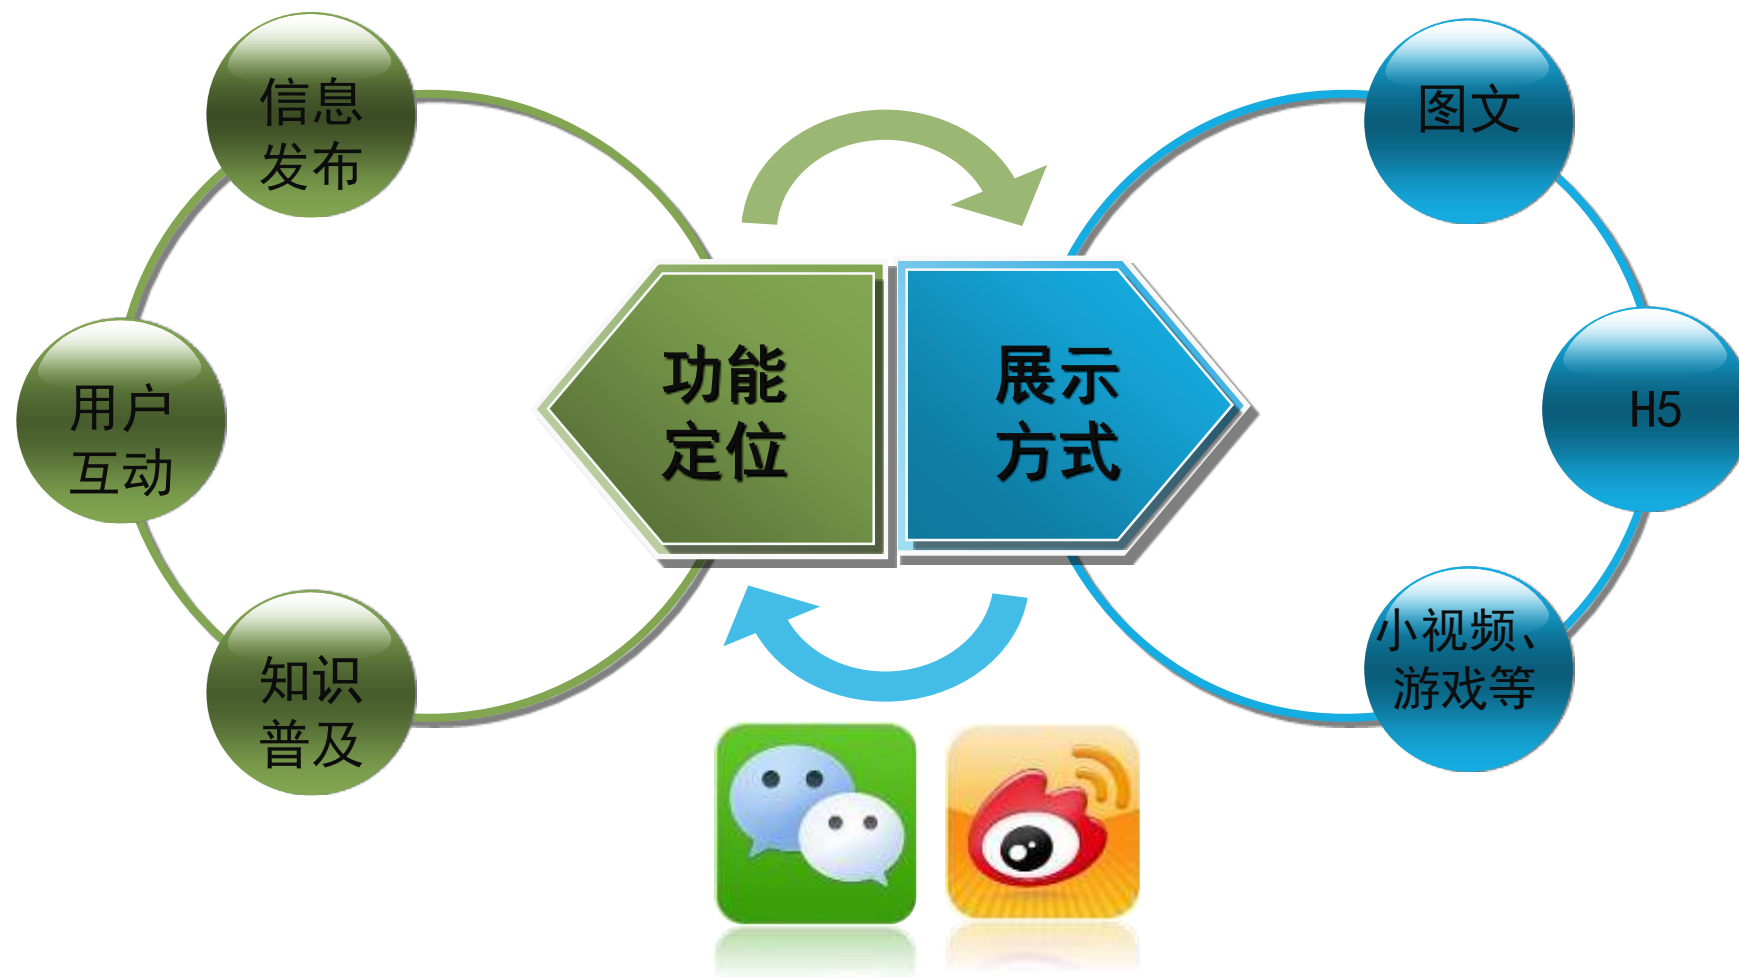 信息
发布
用户
互动
知识
普及
功能
定位
展示
方式
图文
H5
小视频、
游戏等